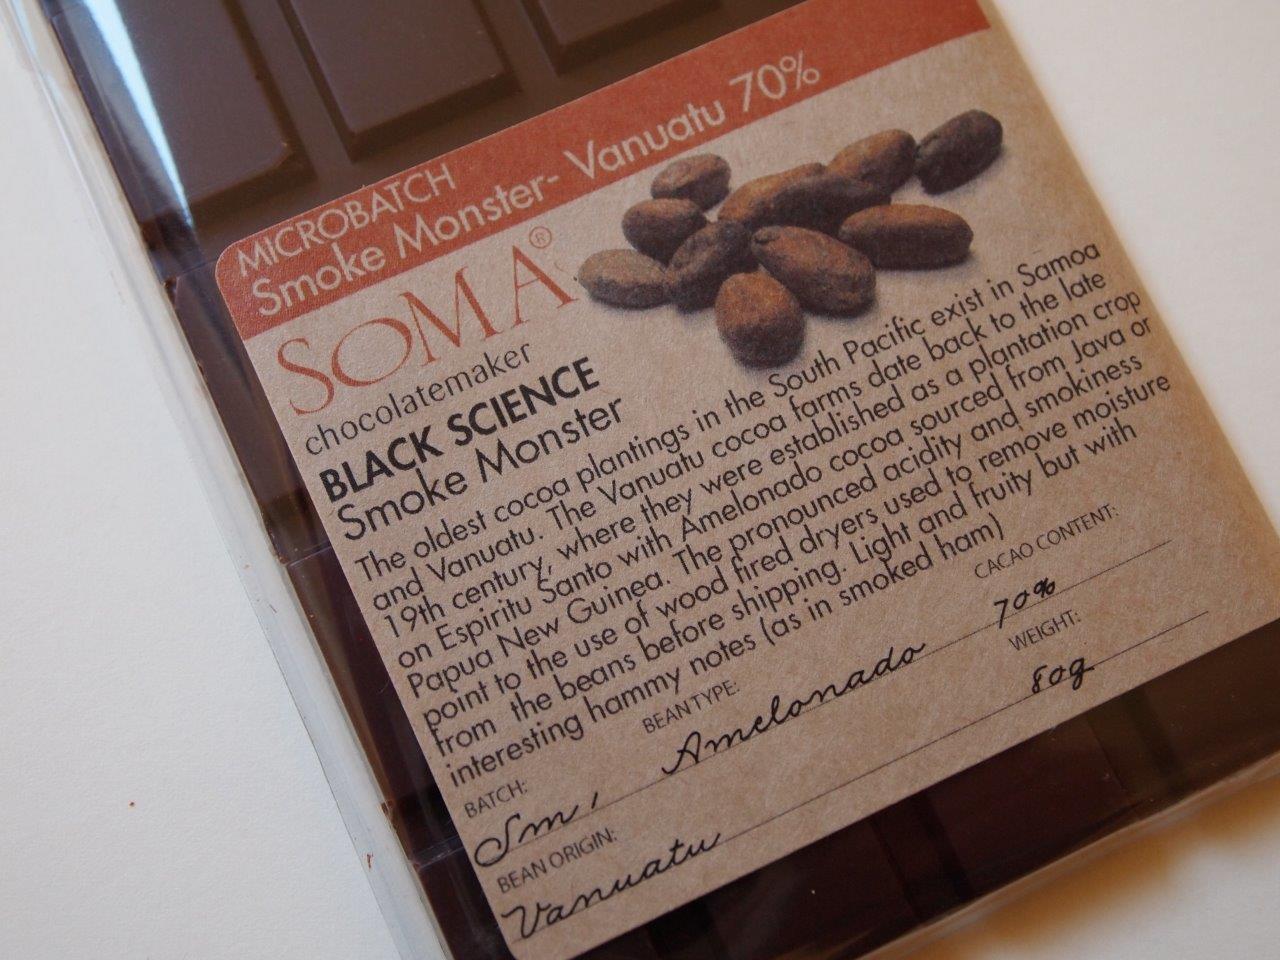 MICROBATCH
Smoke Monster- Vanuatu 70%
SOMA®
chocolatemaker
BLACK SCIENCE
Smoke Monster
The oldest cocoa plantings in the South Pacific exist in Samoa
and Vanuatu. The Vanuatu cocoa farms date back to the late
19th century, where they were established as a plantation crop
on Espiritu Santo with Amelonado cocoa sourced from Java or
Papua New Guinea. The pronounced acidity and smokiness
point to the use of wood fired dryers used to remove moisture
from the beans before shipping. Light and fruity but with
interesting hammy notes (as in smoked ham)
BATCH:
Sm 1
BEAN TYPE:
Amelonado
CACAO CONTENT:
70%
BEAN ORIGIN:
Vanuatu
WEIGHT:
80g